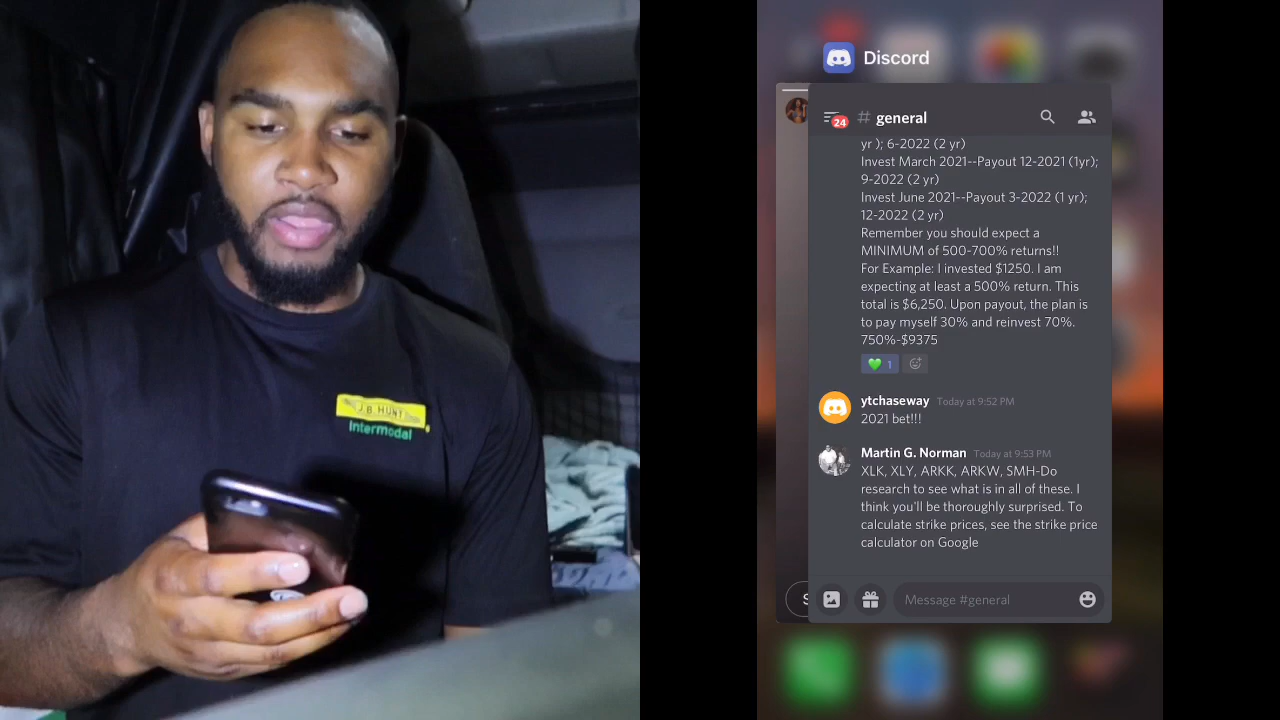 J.B. HUNT
Intermodal
Discord
24
# general
yr ); 6-2022 (2 yr)
Invest March 2021--Payout 12-2021 (1yr);
9-2022 (2 yr)
Invest June 2021--Payout 3-2022 (1 yr);
12-2022 (2 yr)
Remember you should expect a
MINIMUM of 500-700% returns!!
For Example: I invested $1250. I am
expecting at least a 500% return. This
total is $6,250. Upon payout, the plan is
to pay myself 30% and reinvest 70%.
750%-$9375
1
ytchaseway Today at 9:52 PM
2021 bet!!!
Martin G. Norman Today at 9:53 PM
XLK, XLY, ARKK, ARKW, SMH-Do
research to see what is in all of these. I
think you'll be thoroughly surprised. To
calculate strike prices, see the strike price
calculator on Google
S
Message #general